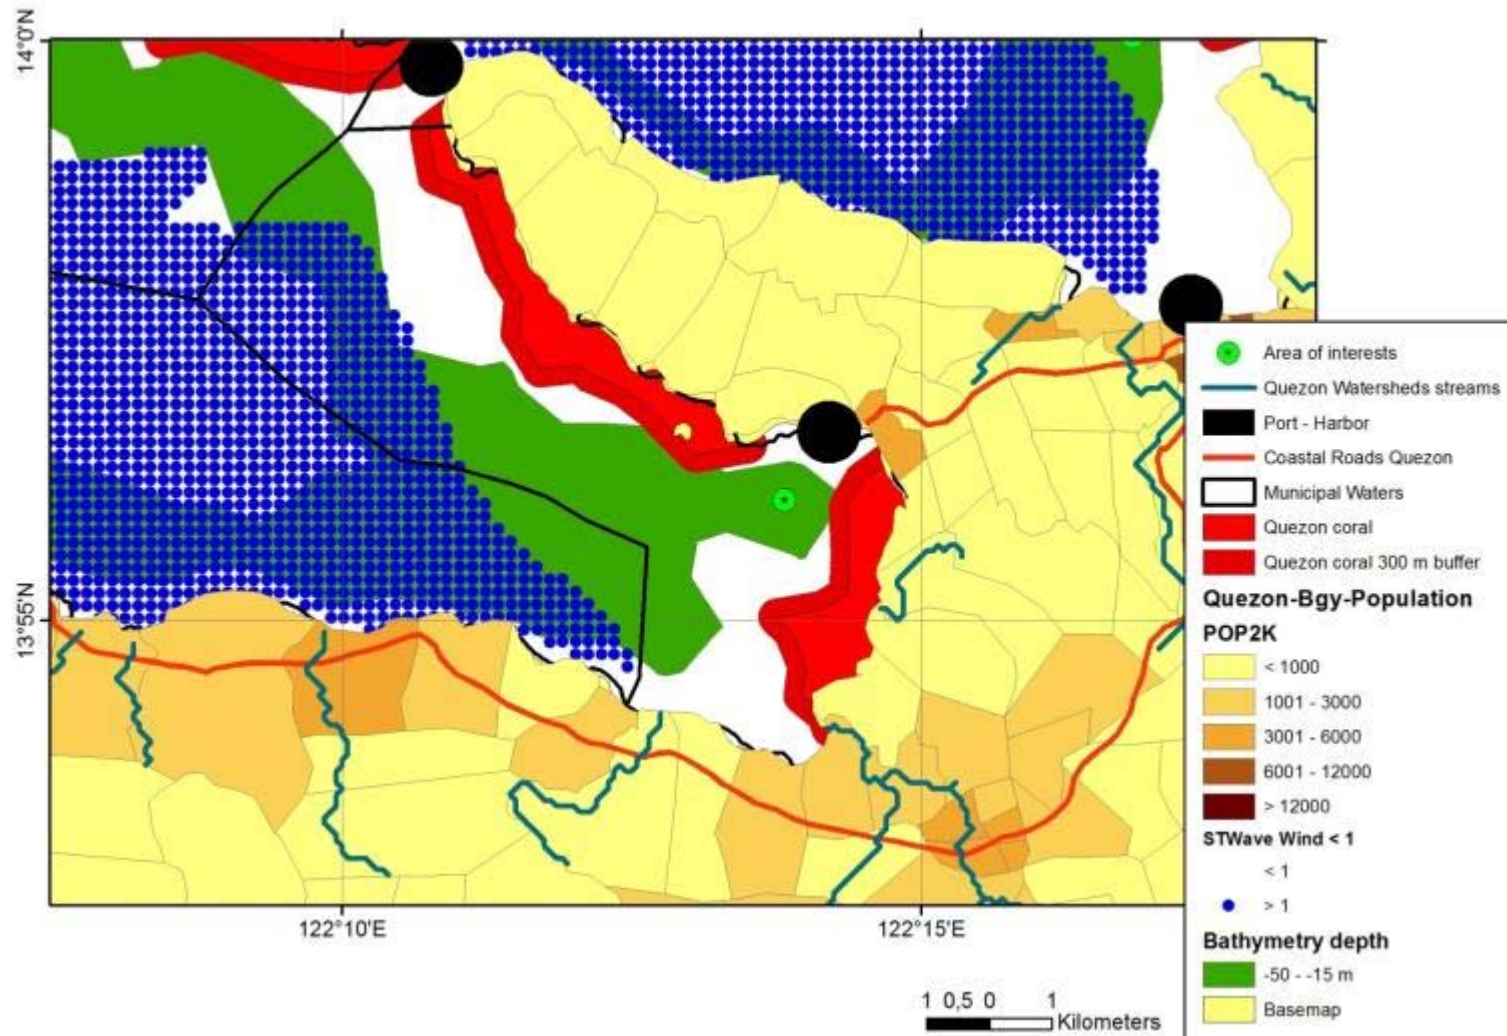 14°0'N
13°55'N
122°10'E
122°15'E
Area of interests
Quezon Watersheds streams
Port - Harbor
Coastal Roads Quezon
Municipal Waters
Quezon coral
Quezon coral 300 m buffer
Quezon-Bgy-Population
POP2K
< 1000
1001 - 3000
3001 - 6000
6001 - 12000
> 12000
STWave Wind < 1
< 1
> 1
Bathymetry depth
-50 - -15 m
Basemap
1 0,5 0 1
Kilometers